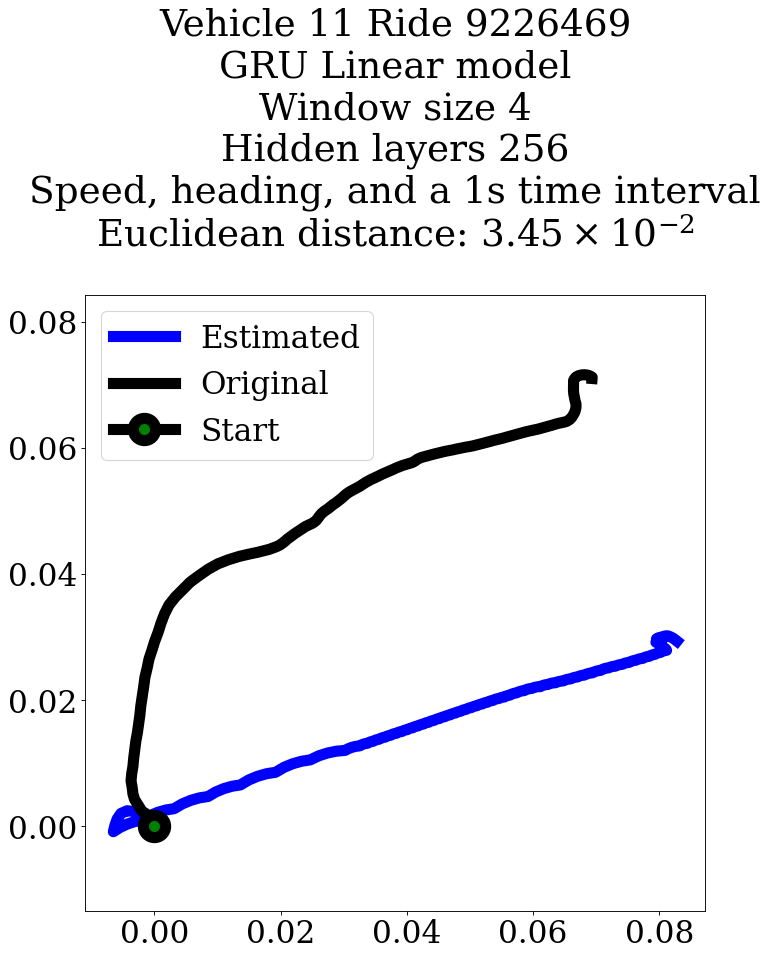 Vehicle 11 Ride 9226469
GRU Linear model
Window size 4
Hidden layers 256
Speed, heading, and a 1s time interval
Euclidean distance: 3.45 × 10⁻²
0.08
Estimated
Original
Start
0.06
0.04
0.02
0.00
0.00 0.02 0.04 0.06 0.08